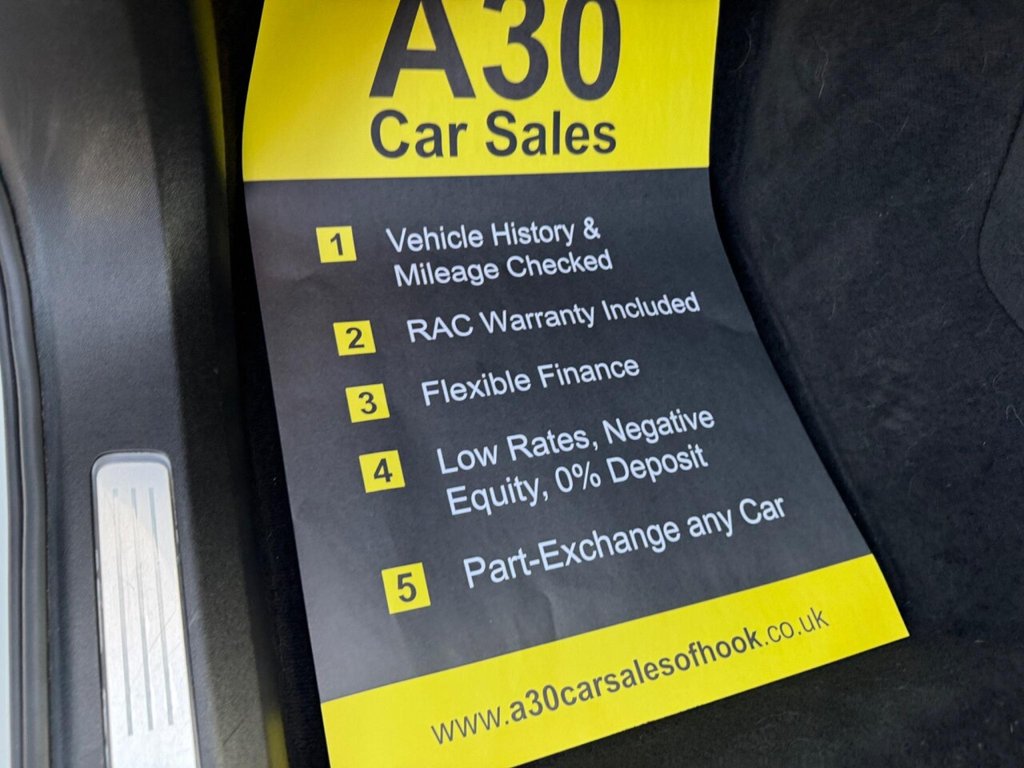 A30
Car Sales
1 Vehicle History &
Mileage Checked
2 RAC Warranty Included
3 Flexible Finance
4 Low Rates, Negative
Equity, 0% Deposit
5 Part-Exchange any Car
www.a30carsalesofhook.co.uk